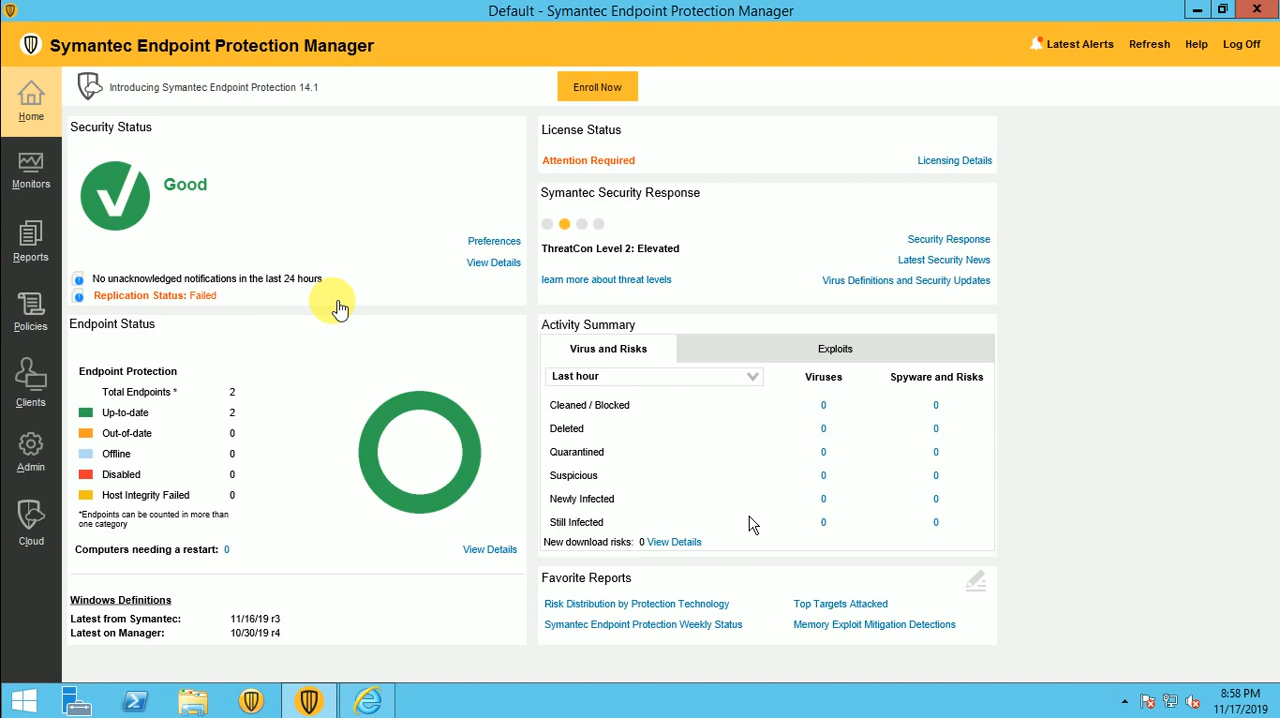 Default - Symantec Endpoint Protection Manager
Symantec Endpoint Protection Manager
Latest Alerts Refresh Help Log Off
Home
Monitors
Reports
Policies
Clients
Admin
Cloud
Introducing Symantec Endpoint Protection 14.1
Enroll Now
Security Status
Good
Preferences
View Details
No unacknowledged notifications in the last 24 hours
Replication Status: Failed
Endpoint Status
Endpoint Protection
Total Endpoints * 2
Up-to-date 2
Out-of-date 0
Offline 0
Disabled 0
Host Integrity Failed 0
*Endpoints can be counted in more than
one category
Computers needing a restart: 0
View Details
Windows Definitions
Latest from Symantec: 11/16/19 r3
Latest on Manager: 10/30/19 r4
License Status
Attention Required
Licensing Details
Symantec Security Response
ThreatCon Level 2: Elevated
learn more about threat levels
Security Response
Latest Security News
Virus Definitions and Security Updates
Activity Summary
Virus and Risks Exploits
Last hour Viruses Spyware and Risks
Cleaned / Blocked 0 0
Deleted 0 0
Quarantined 0 0
Suspicious 0 0
Newly Infected 0 0
Still Infected 0 0
New download risks: 0 View Details
Favorite Reports
Risk Distribution by Protection Technology
Top Targets Attacked
Symantec Endpoint Protection Weekly Status
Memory Exploit Mitigation Detections
8:58 PM
11/17/2019